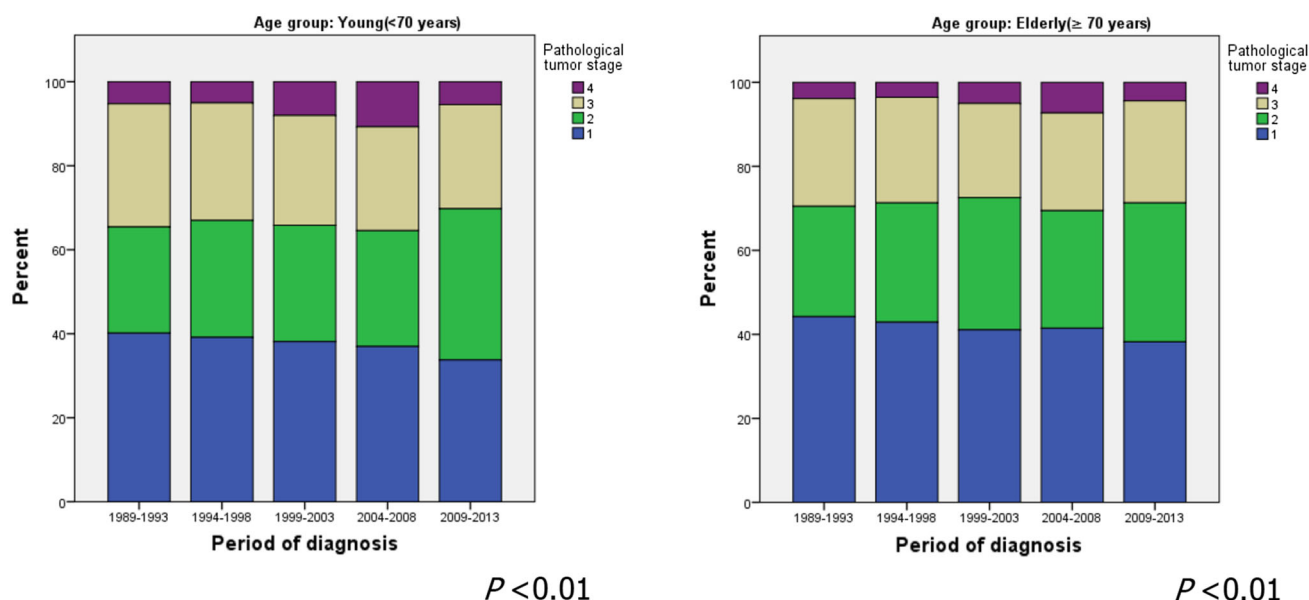 Age group: Young(<70 years)
Pathological
tumor stage
4
3
2
1
100
80
60
40
20
0
Percent
1989-1993 1994-1998 1999-2003 2004-2008 2009-2013
Period of diagnosis
P <0.01
Age group: Elderly(≥ 70 years)
Pathological
tumor stage
4
3
2
1
100
80
60
40
20
0
Percent
1989-1993 1994-1998 1999-2003 2004-2008 2009-2013
Period of diagnosis
P <0.01